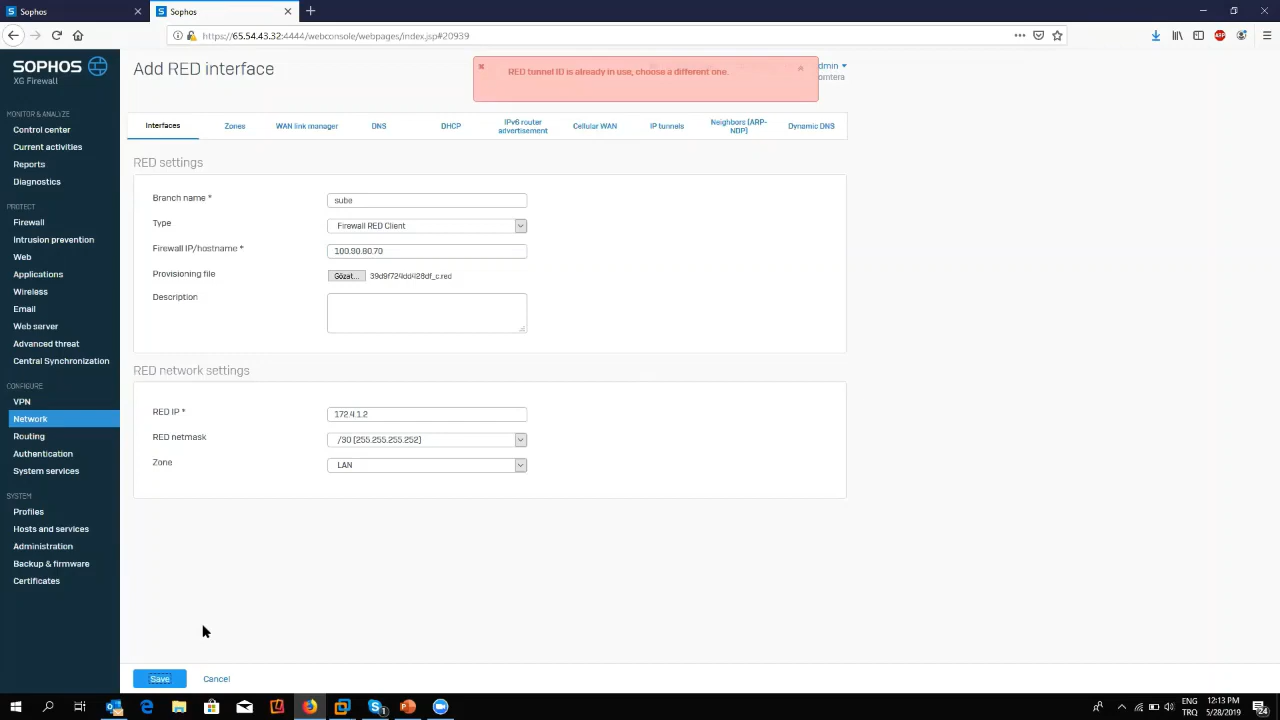 Sophos
Sophos
https://65.54.43.32:4444/webconsole/webpages/index.jsp#20939
SOPHOS
XG Firewall
Add RED interface
RED tunnel ID is already in use, choose a different one.
MONITOR & ANALYZE
Control center
Current activities
Reports
Diagnostics
PROTECT
Firewall
Intrusion prevention
Web
Applications
Wireless
Email
Web server
Advanced threat
Central Synchronization
CONFIGURE
VPN
Network
Routing
Authentication
System services
SYSTEM
Profiles
Hosts and services
Administration
Backup & firmware
Certificates
Interfaces
Zones
WAN link manager
DNS
DHCP
IPv6 router
advertisement
Cellular WAN
IP tunnels
Neighbors (ARP-
NDP)
Dynamic DNS
RED settings
Branch name *
sube
Type
Firewall RED Client
Firewall IP/hostname *
100.90.80.70
Provisioning file
Gözat... 39d9f724dd428df_c.red
Description
RED network settings
RED IP *
172.4.1.2
RED netmask
/30 (255.255.255.252)
Zone
LAN
Save
Cancel
ENG
TRQ
12:13 PM
5/28/2019
24